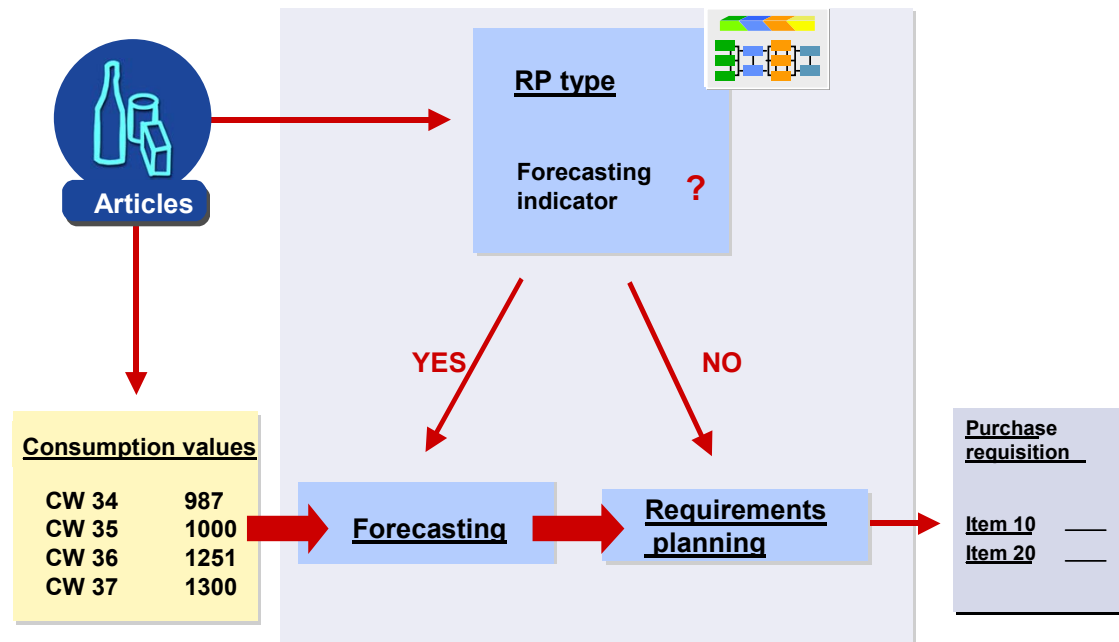 RP type
Forecasting
indicator
?
Articles
YES
NO
Consumption values
CW 34 987
CW 35 1000
CW 36 1251
CW 37 1300
Forecasting
Requirements
planning
Purchase
requisition
Item 10
Item 20